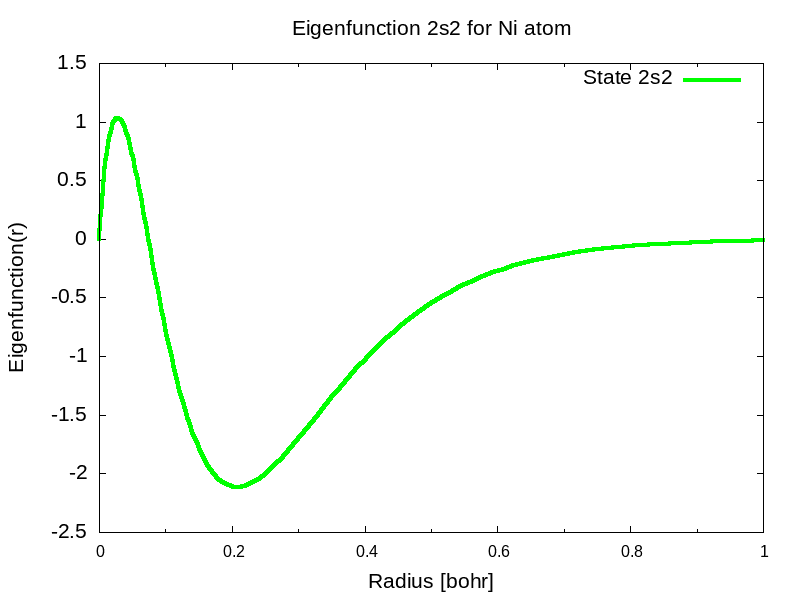 Eigenfunction 2s2 for Ni atom
State 2s2
1.5
1
0.5
0
-0.5
-1
-1.5
-2
-2.5
Eigenfunction(r)
0 0.2 0.4 0.6 0.8 1
Radius [bohr]